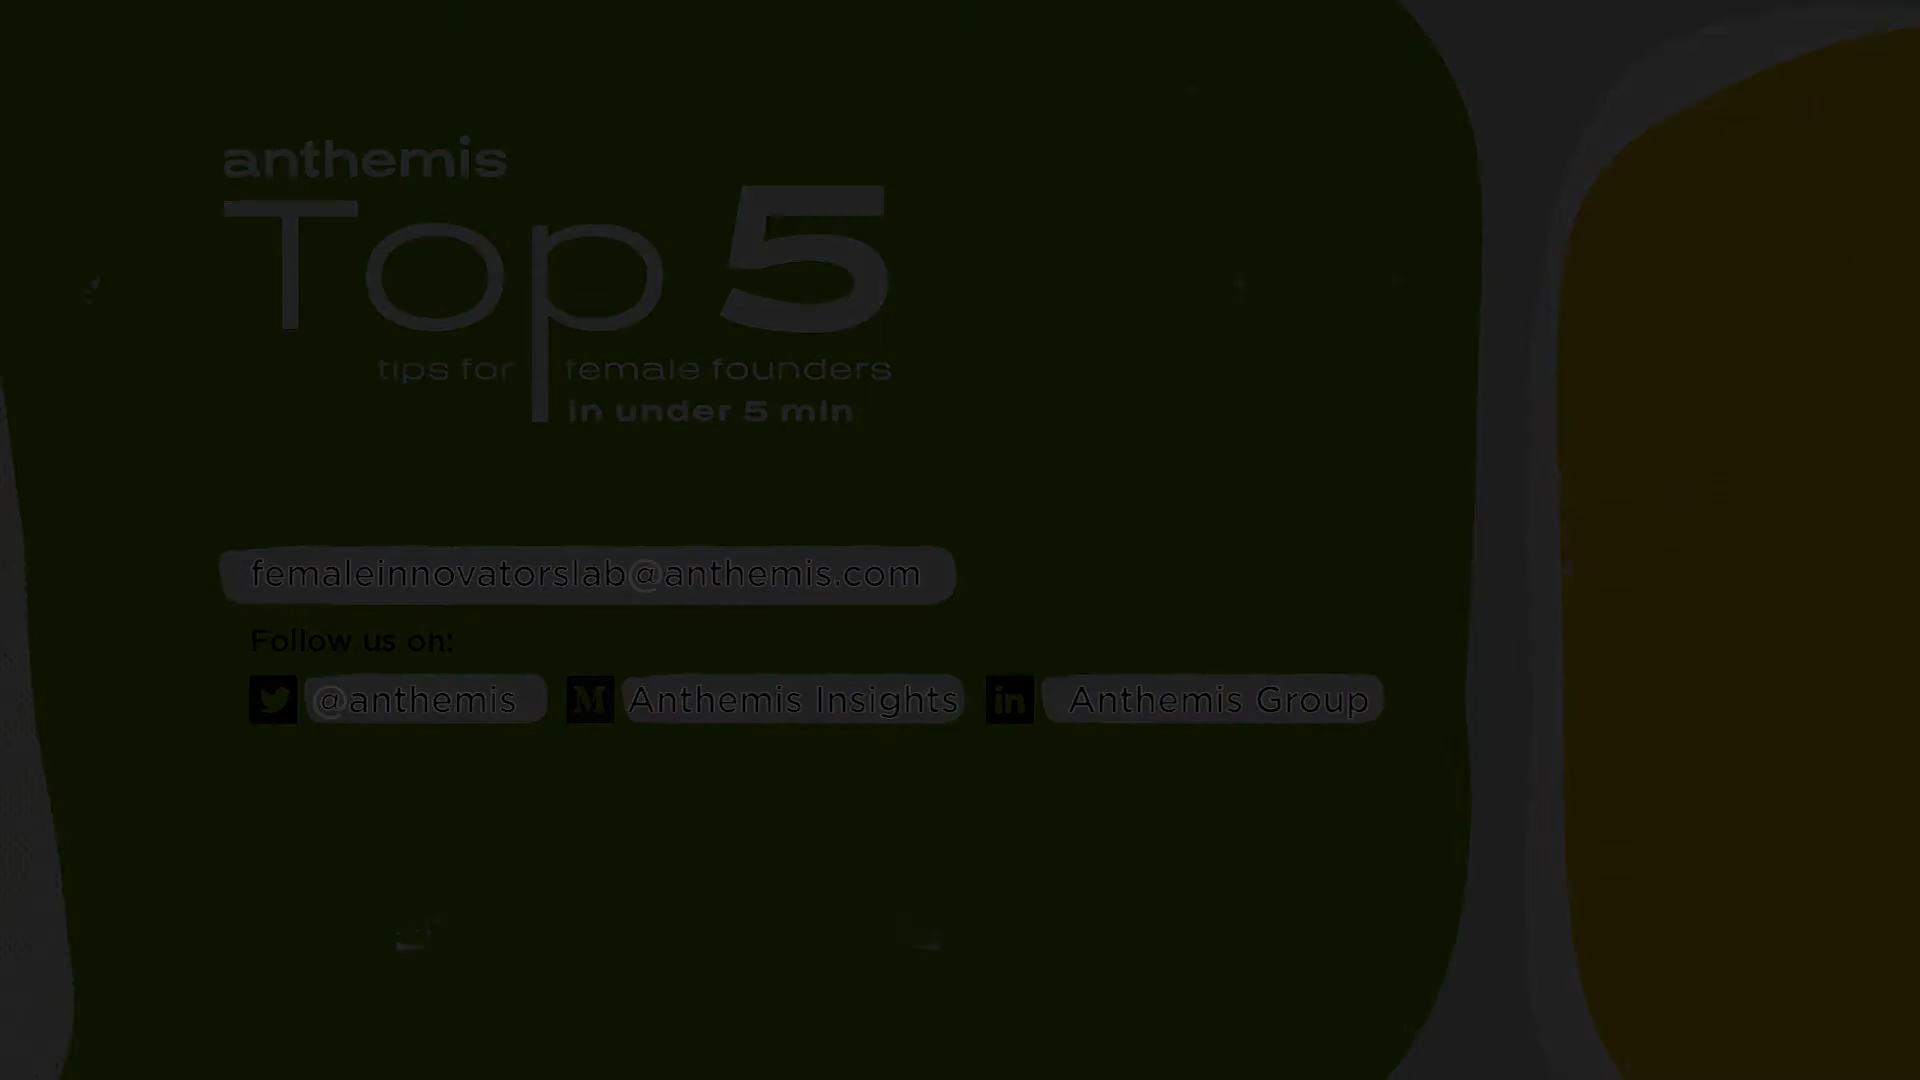 anthemis
Top 5
tips for female founders
in under 5 min
femaleinnovatorslab@anthemis.com
Follow us on:
@anthemis M Anthemis Insights in Anthemis Group